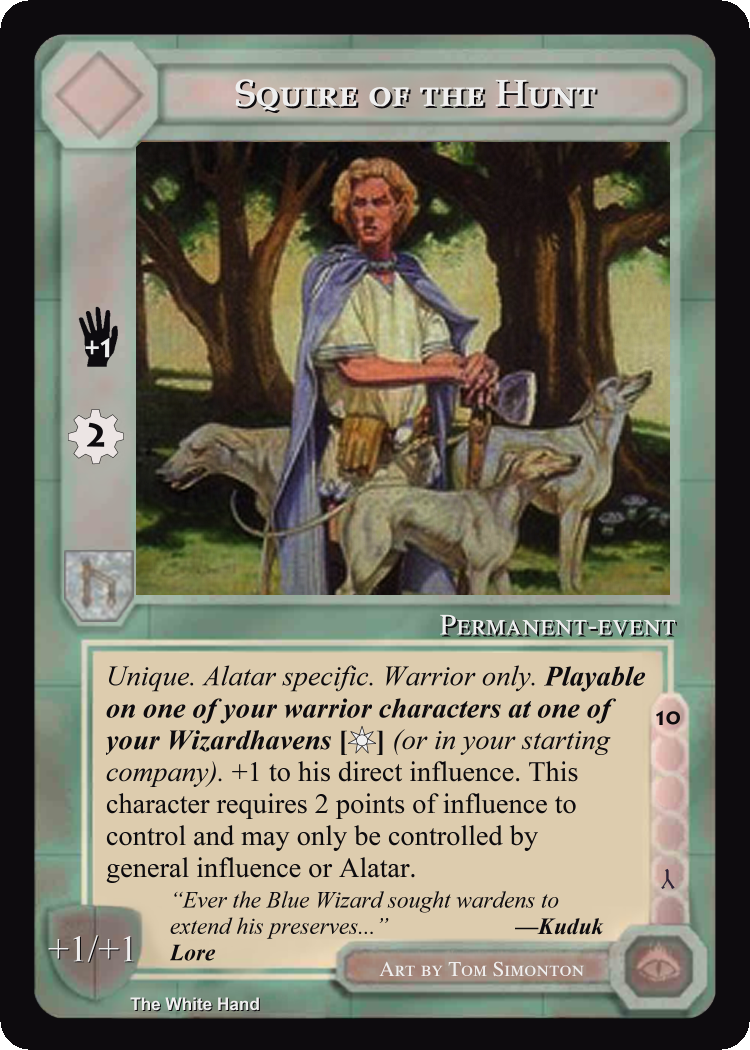 Squire of the Hunt
+1
2
Permanent-event
Unique. Alatar specific. Warrior only. Playable
on one of your warrior characters at one of
your Wizardhavens [☼] (or in your starting
company). +1 to his direct influence. This
character requires 2 points of influence to
control and may only be controlled by
general influence or Alatar.
“Ever the Blue Wizard sought wardens to
extend his preserves...” —Kuduk
Lore
10
+1/+1
Art by Tom Simonton
The White Hand